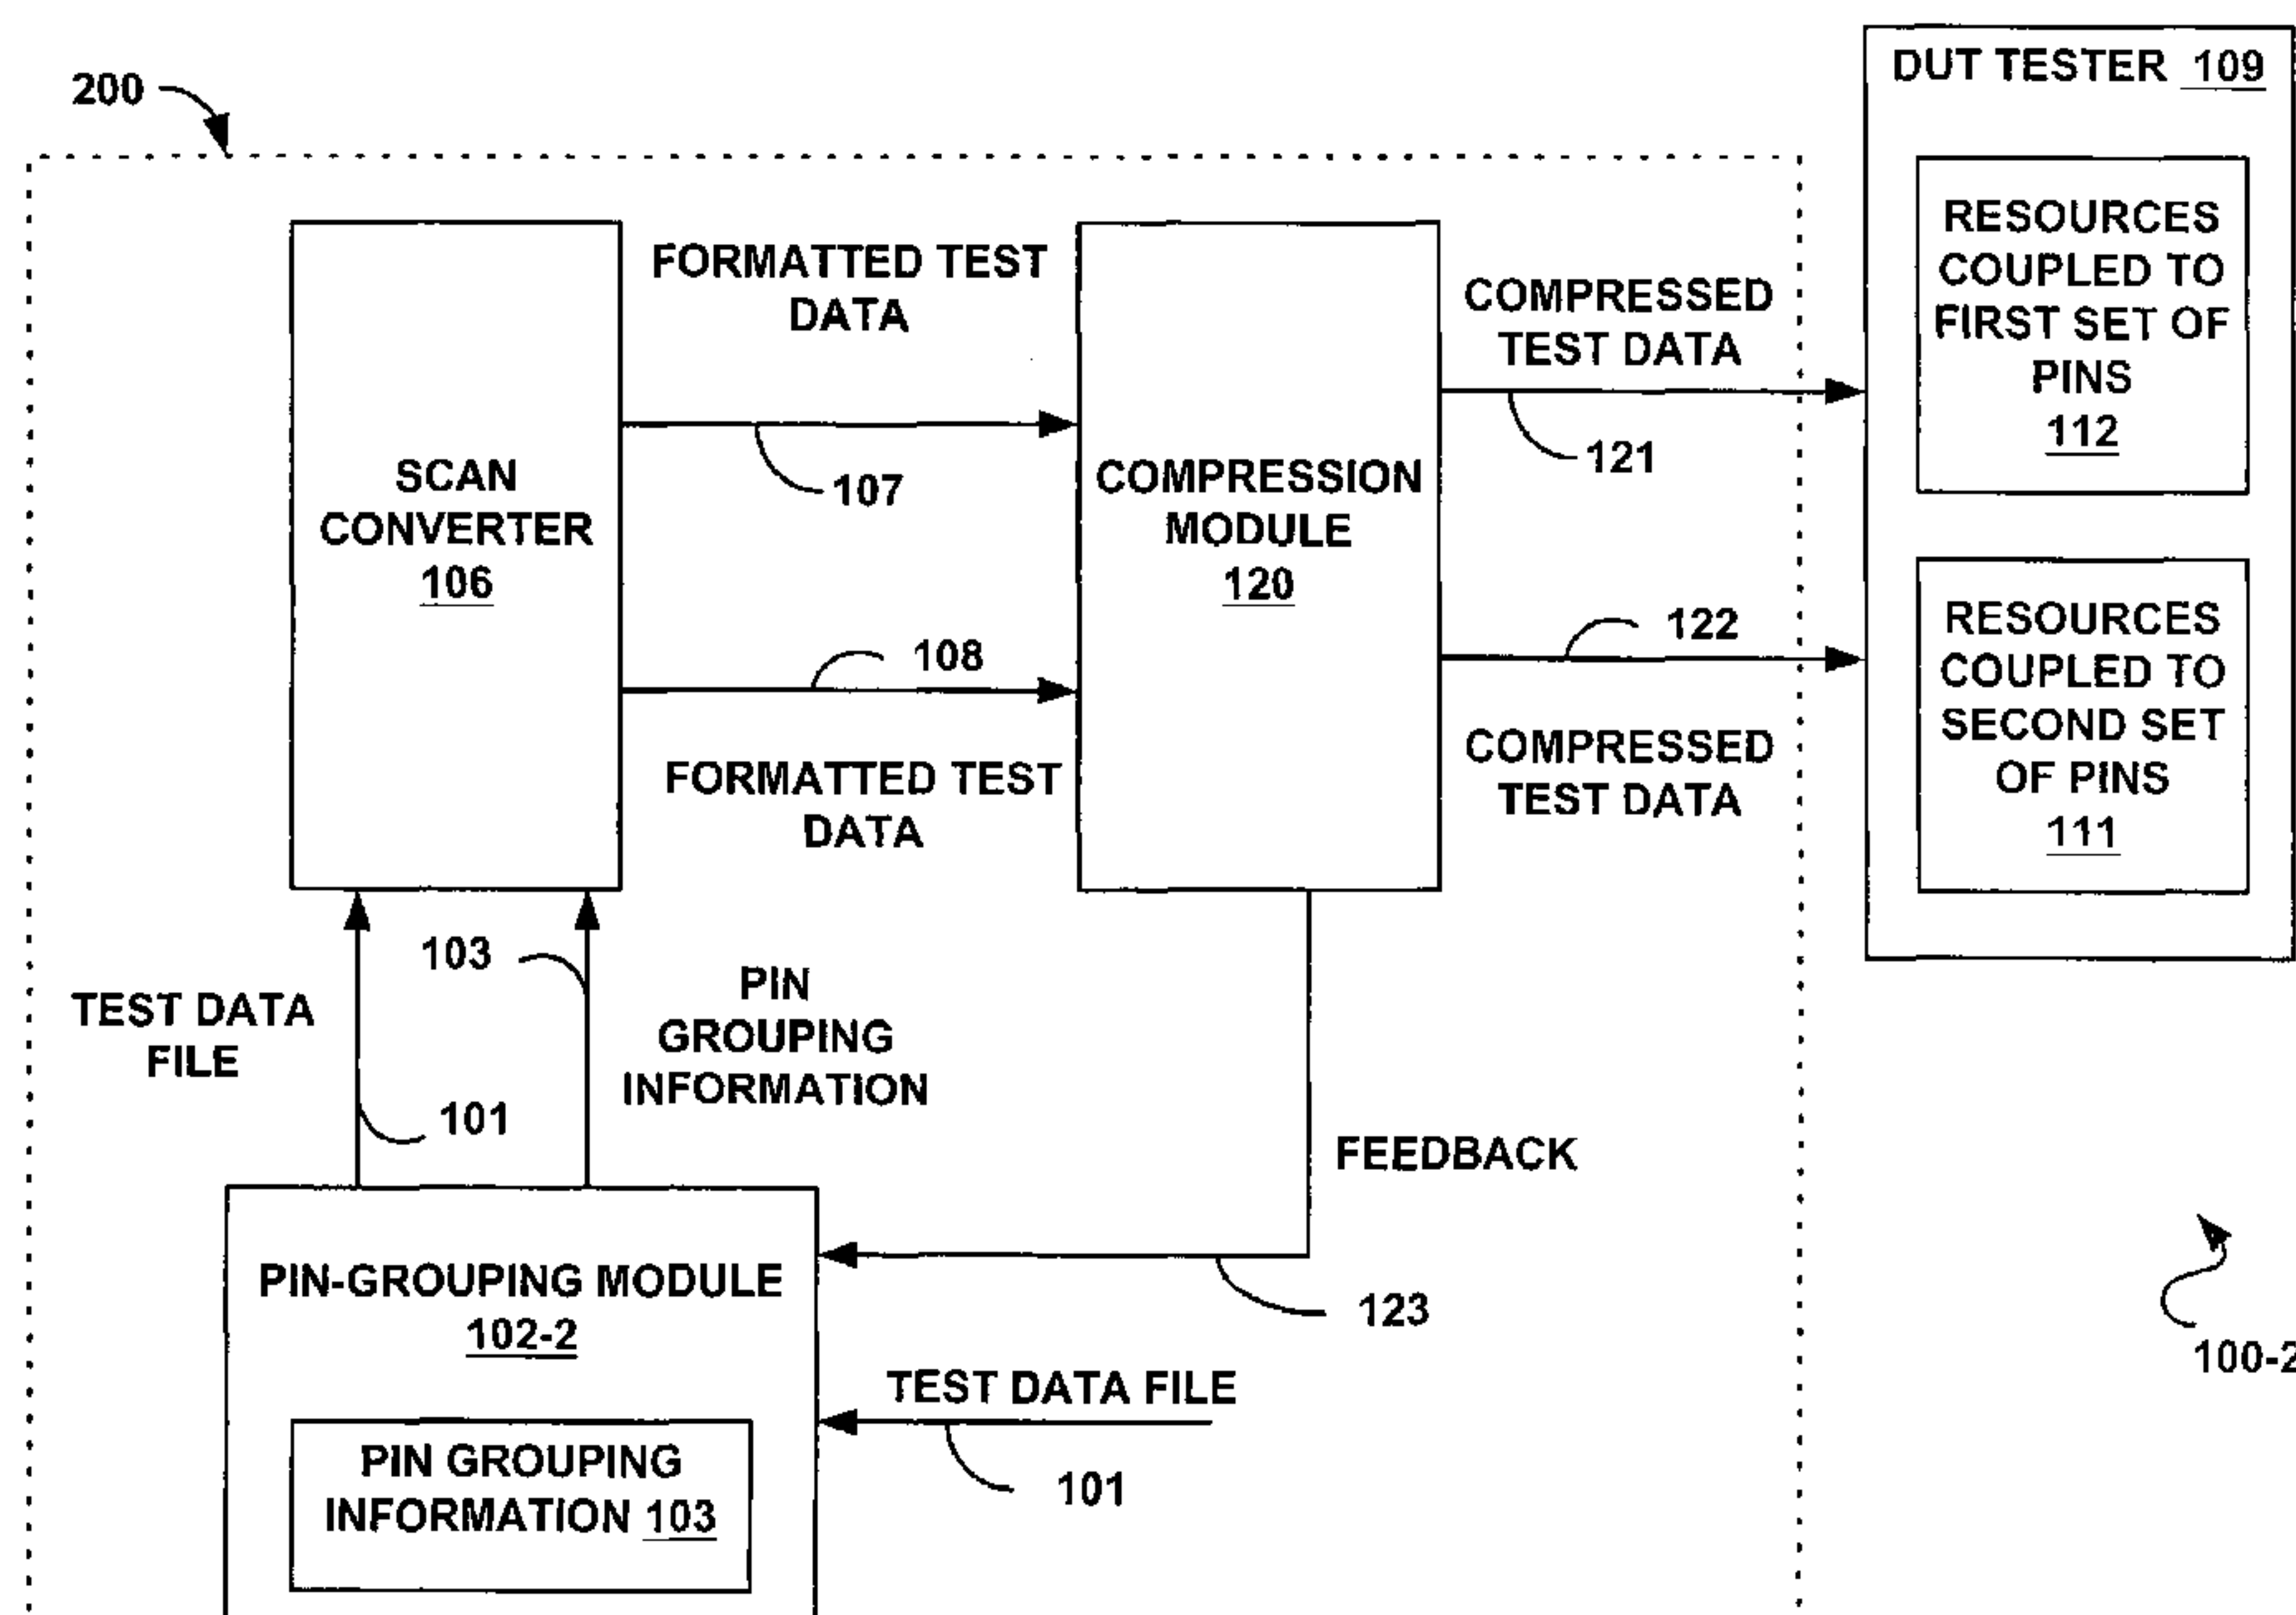 200
DUT TESTER 109
RESOURCES
COUPLED TO
FIRST SET OF
PINS
112
RESOURCES
COUPLED TO
SECOND SET
OF PINS
111
SCAN
CONVERTER
106
FORMATTED TEST
DATA
107
108
FORMATTED TEST
DATA
COMPRESSION
MODULE
120
COMPRESSED
TEST DATA
121
122
COMPRESSED
TEST DATA
TEST DATA
FILE
101
103
PIN
GROUPING
INFORMATION
FEEDBACK
123
PIN-GROUPING MODULE
102-2
PIN GROUPING
INFORMATION 103
TEST DATA FILE
101
100-2